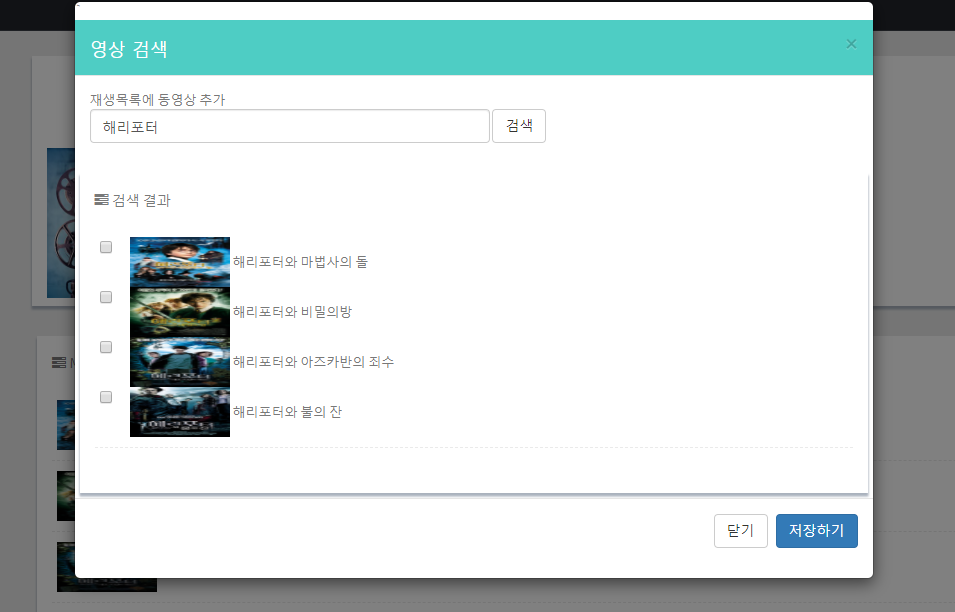 영상 검색
×
재생목록에 동영상 추가
해리포터
검색
검색 결과
해리포터와 마법사의 돌
해리포터와 비밀의방
해리포터와 아즈카반의 죄수
해리포터와 불의 잔
닫기
저장하기